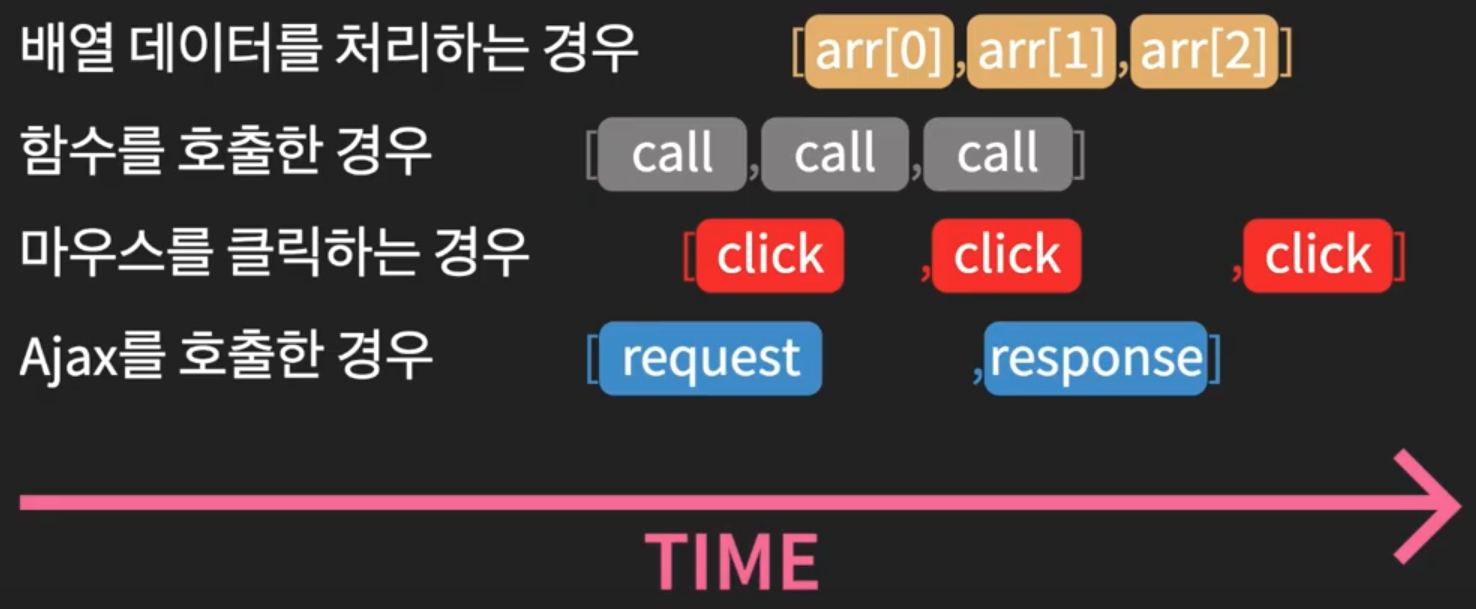 배열 데이터를 처리하는 경우 [arr[0],arr[1],arr[2]]
함수를 호출한 경우 [call,call,call]
마우스를 클릭하는 경우 [click,click,click]
Ajax를 호출한 경우 [request,response]
TIME